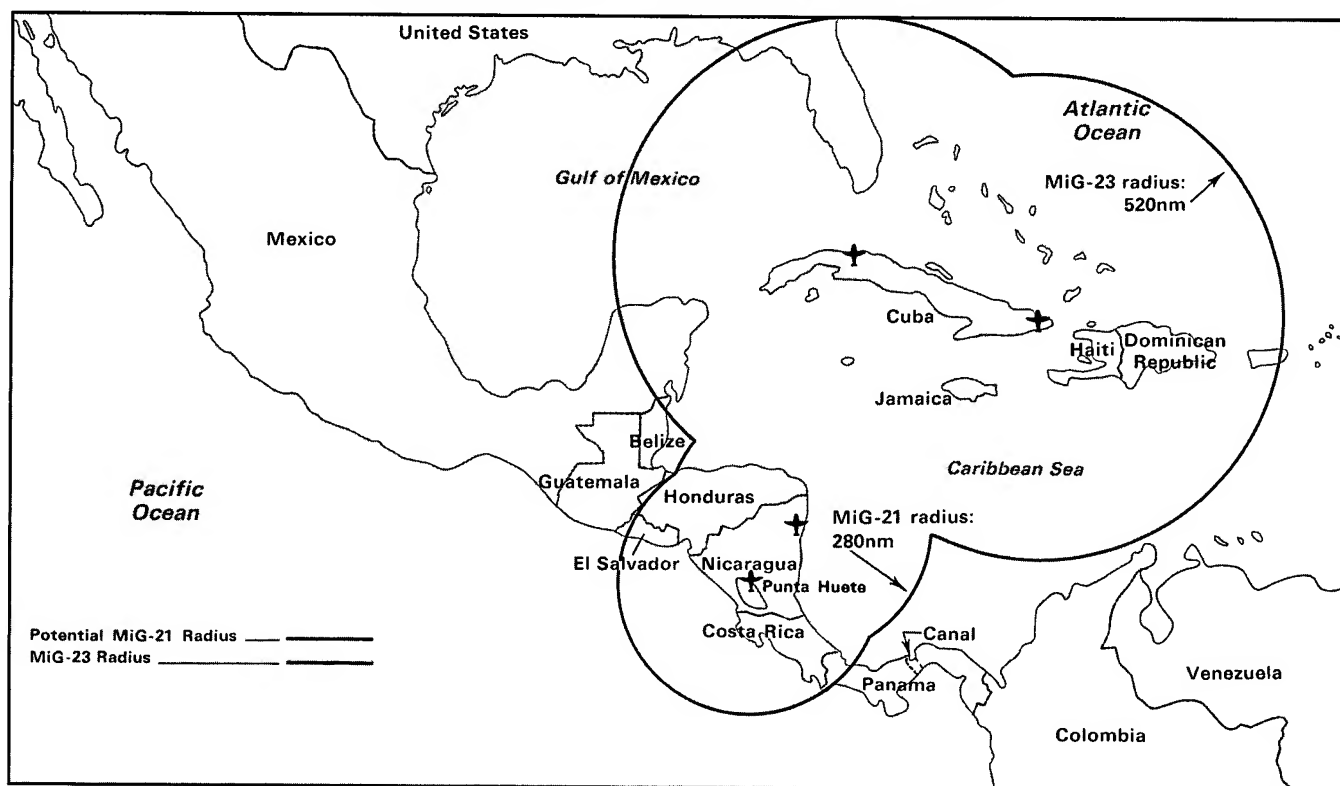 United States
Atlantic
Ocean
MiG-23 radius:
520nm
Gulf of Mexico
Mexico
Cuba
Haiti
Dominican
Republic
Jamaica
Belize
Caribbean Sea
Guatemala
Honduras
Pacific
Ocean
MiG-21 radius:
280nm
El Salvador
Nicaragua
Punta Huete
Costa Rica
Canal
Panama
Venezuela
Colombia
Potential MiG-21 Radius
MiG-23 Radius